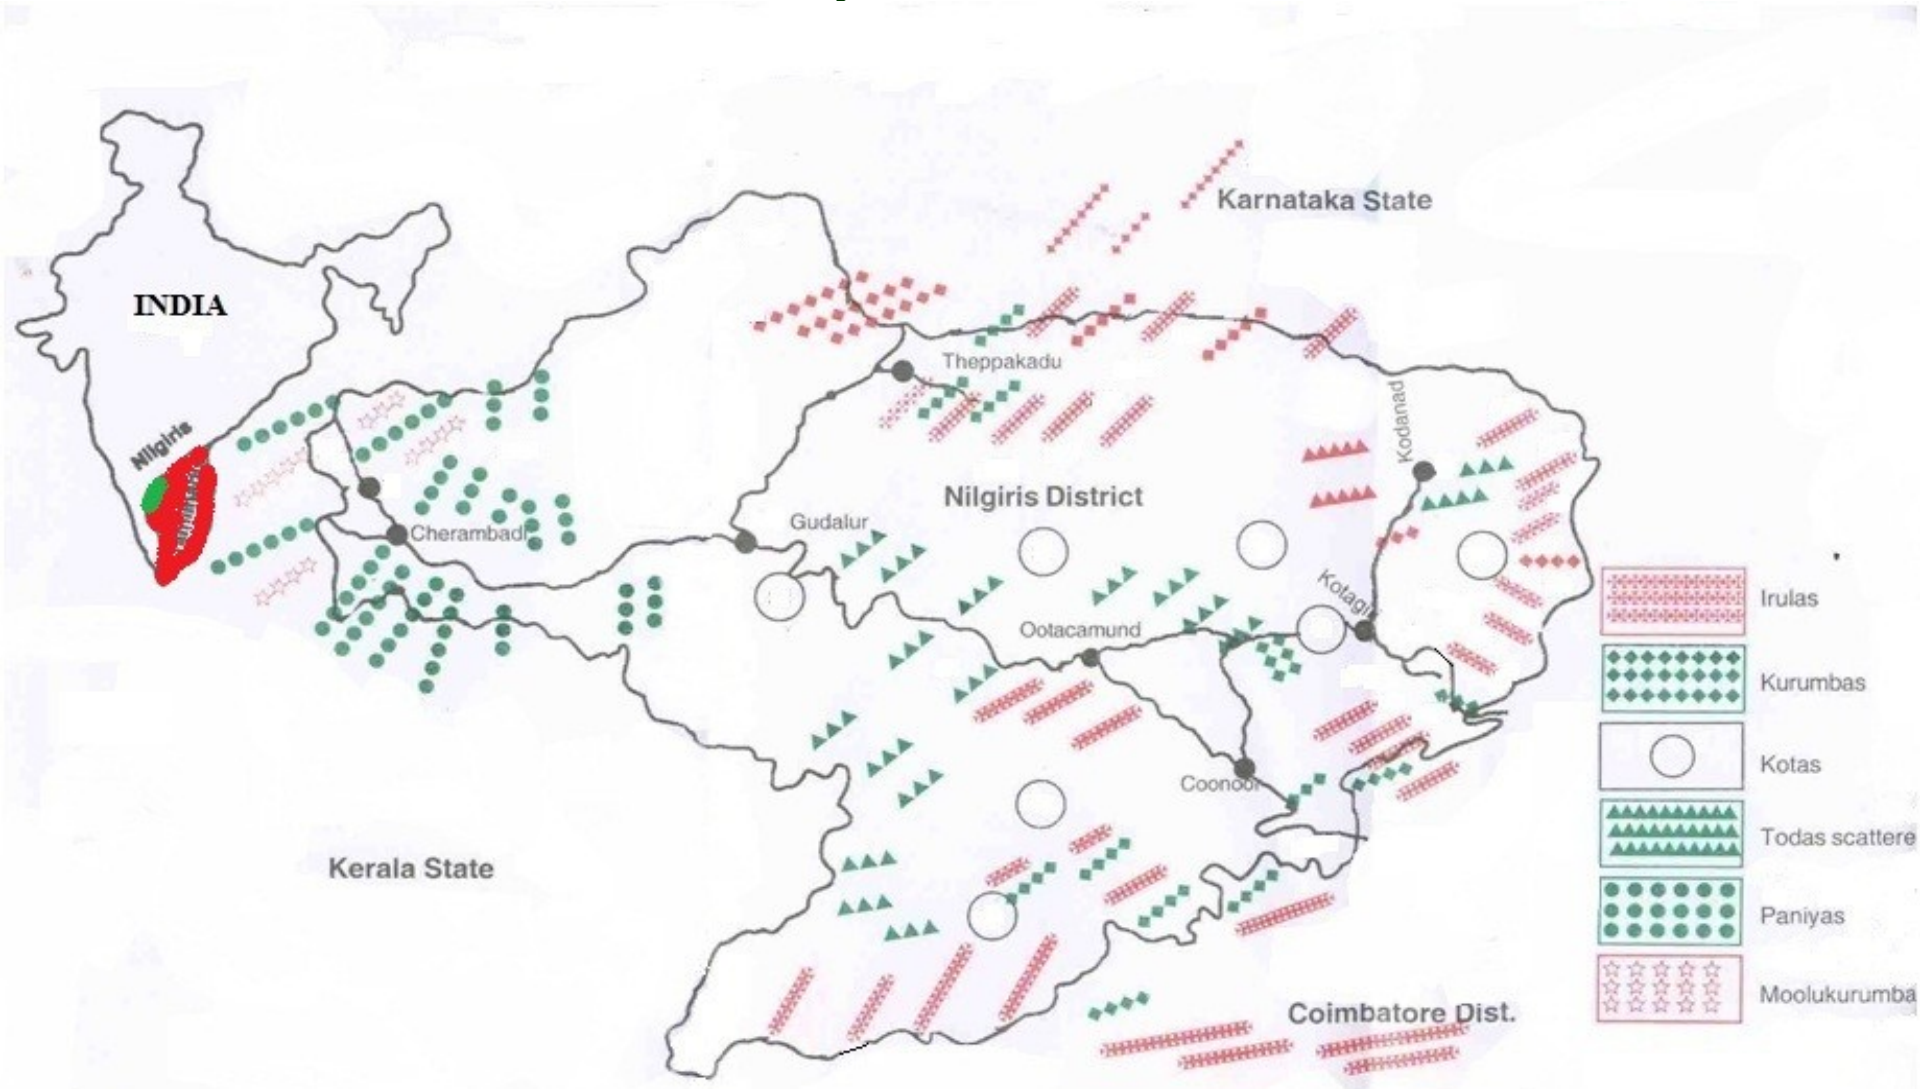 Karnataka State
INDIA
Theppakadu
Kodanad
Nilgiris
Nilgiris District
Gudalur
Cherambadi
Kotagiri
Ootacamund
Coonoor
Kerala State
Coimbatore Dist.
Irulas
Kurumbas
Kotas
Todas scattere
Paniyas
Moolukurumba